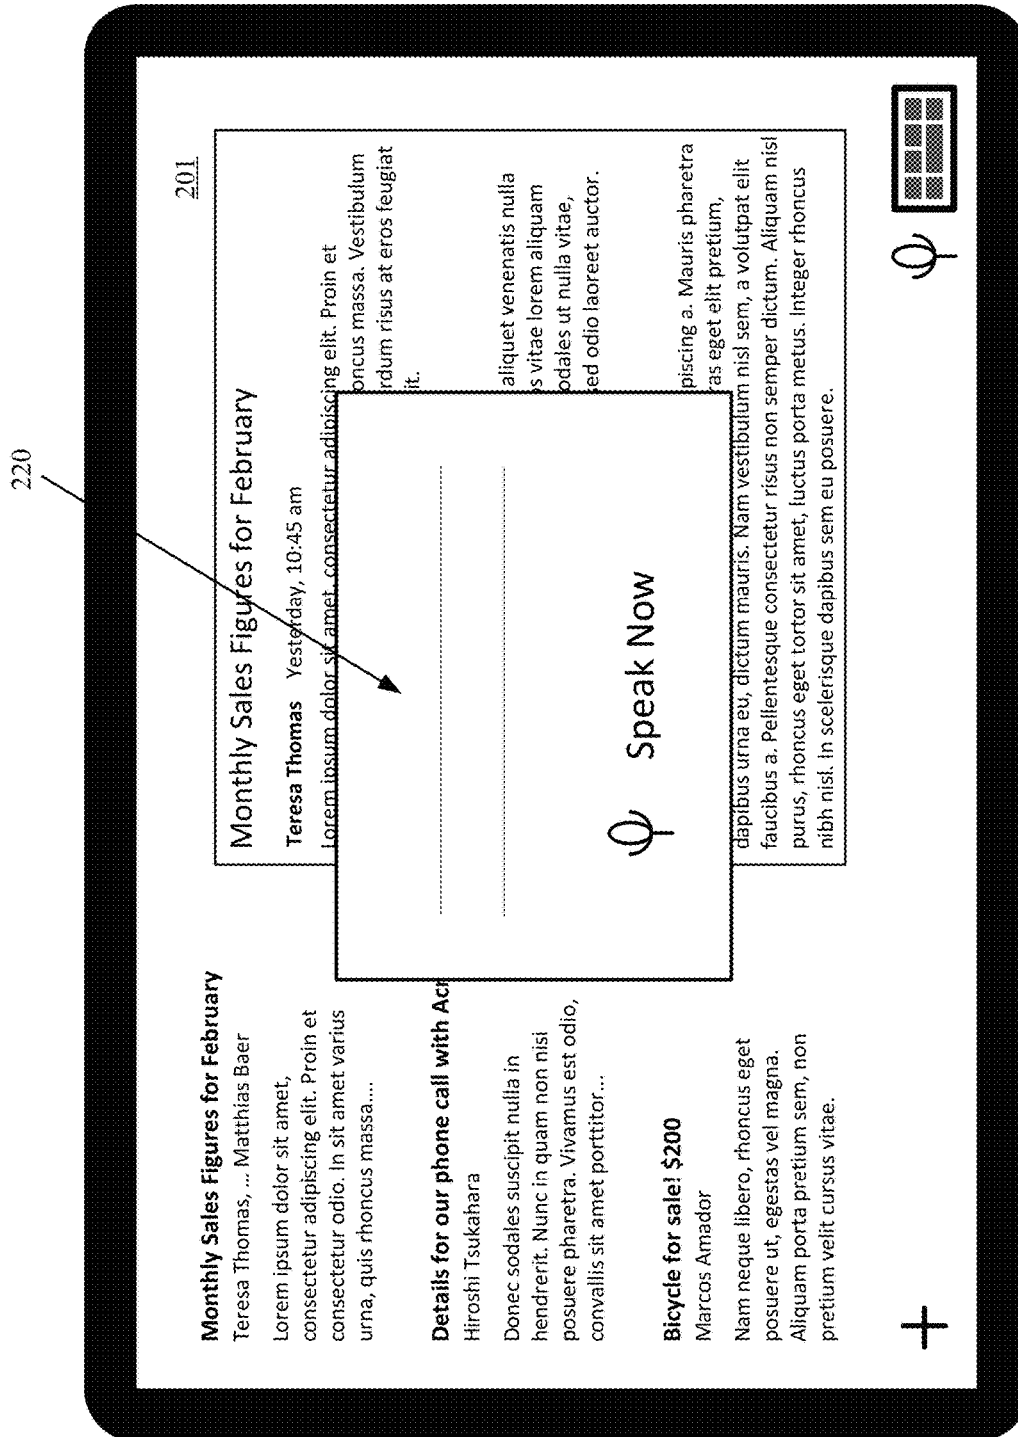 220
201
Monthly Sales Figures for February
Teresa Thomas, ... Matthias Baer
Lorem ipsum dolor sit amet,
consectetur adipiscing elit. Proin et
consectetur odio. In sit amet varius
urna, quis rhoncus massa....
Details for our phone call with Acr
Hiroshi Tsukahara
Donec sodales suscipit nulla in
hendrerit. Nunc in quam non nisi
posuere pharetra. Vivamus est odio,
convallis sit amet porttitor...
Bicycle for sale! $200
Marcos Amador
Nam neque libero, rhoncus eget
posuere ut, egestas vel magna.
Aliquam porta pretium sem, non
pretium velit cursus vitae.
Monthly Sales Figures for February
Teresa Thomas Yesterday, 10:45 am
Lorem ipsum dolor sit amet, consectetur adipiscing elit. Proin et
oncus massa. Vestibulum
rdum risus at eros feugiat
it.
aliquet venenatis nulla
os vitae lorem aliquam
odales ut nulla vitae,
sed odio laoreet auctor.
piscing a. Mauris pharetra
ras eget elit pretium,
dapibus urna eu, dictum mauris. Nam vestibulum nisl sem, a volutpat elit
faucibus a. Pellentesque consectetur risus non semper dictum. Aliquam nisl
purus, rhoncus eget tortor sit amet, luctus porta metus. Integer rhoncus
nibh nisl. In scelerisque dapibus sem eu posuere.
Speak Now